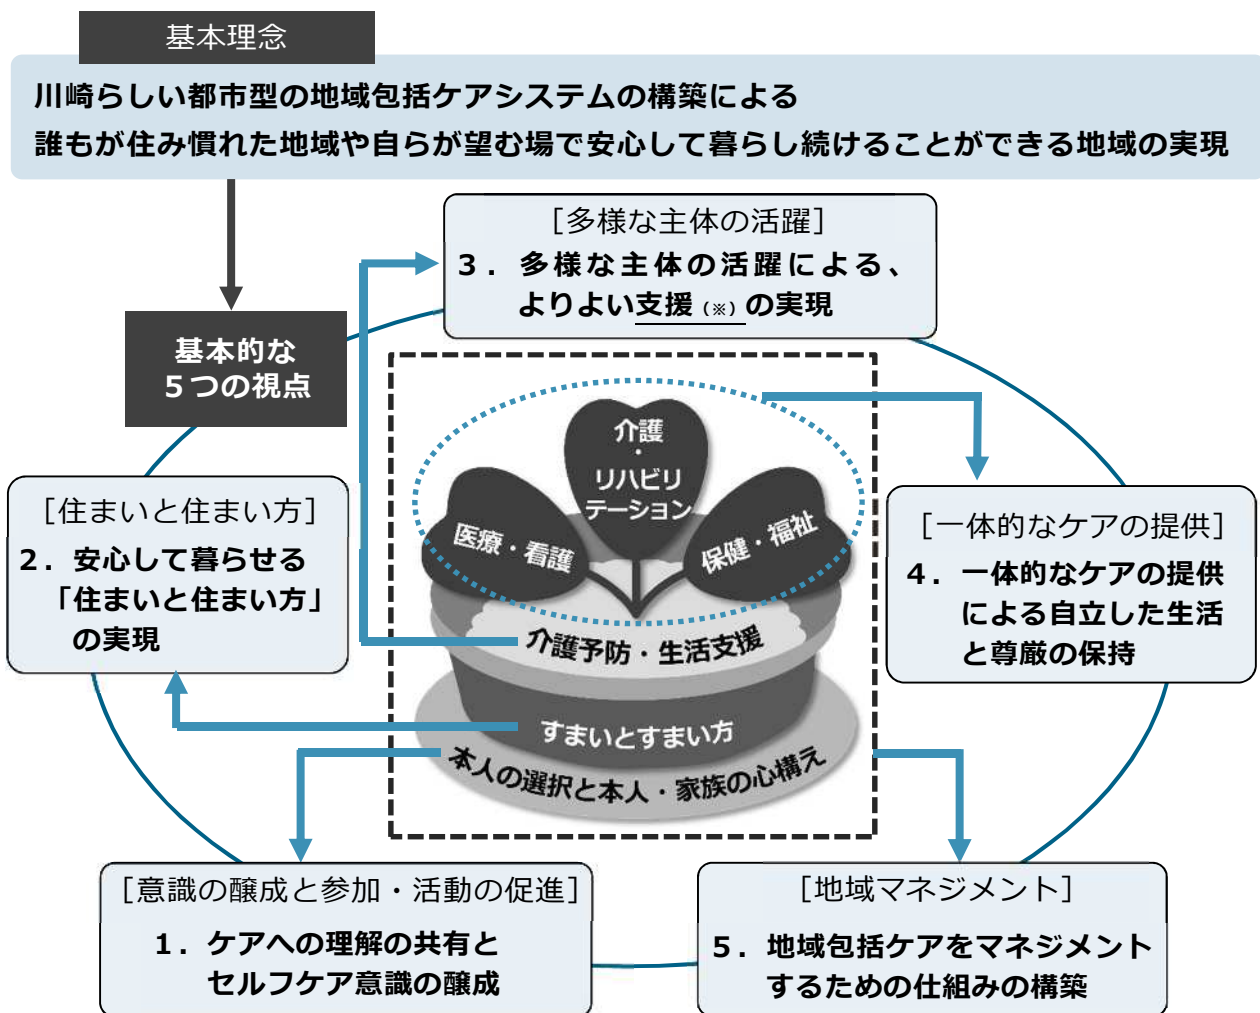 基本理念
川崎らしい都市型の地域包括ケアシステムの構築による
誰もが住み慣れた地域や自らが望む場で安心して暮らし続けることができる地域の実現
基本的な
５つの視点
［多様な主体の活躍］
３．多様な主体の活躍による、
よりよい支援（※）の実現
介護
・
リハビリ
テーション
医療・看護
保健・福祉
介護予防・生活支援
すまいとすまい方
本人の選択と本人・家族の心構え
［住まいと住まい方］
２．安心して暮らせる
「住まいと住まい方」
の実現
［一体的なケアの提供］
４．一体的なケアの提供
による自立した生活
と尊厳の保持
［意識の醸成と参加・活動の促進］
１．ケアへの理解の共有と
セルフケア意識の醸成
［地域マネジメント］
５．地域包括ケアをマネジメント
するための仕組みの構築